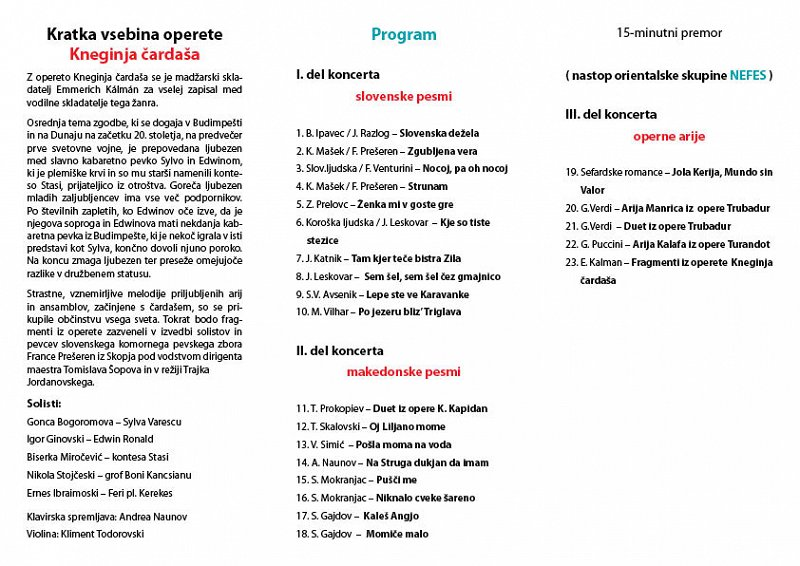 Kratka vsebina operete
Kneginja čardaša
Z opereto Kneginja čardaša se je madžarski skla-
datelj Emmerich Kálmán za vselej zapisal med
vodilne skladatelje tega žanra.
Osrednja tema zgodbe, ki se dogaja v Budimpešti
in na Dunaju na začetku 20. stoletja, na predvečer
prve svetovne vojne, je prepovedana ljubezen
med slavno kabaretno pevko Sylvo in Edwinom,
ki je plemiške krvi in so mu starši namenili konte-
so Stasi, prijateljico iz otroštva. Goreča ljubezen
mladih zaljubljencev ima vse več podpornikov.
Po številnih zapletih, ko Edwinov oče izve, da je
njegova soproga in Edwinova mati nekdanja kab-
aretna pevka iz Budimpešte, ki je nekoč igrala v isti
predstavi kot Sylva, končno dovoli njuno poroko.
Na koncu zmaga ljubezen ter preseže omejujoče
razlike v družbenem statusu.
Strastne, vznemirljive melodije priljubljenih arij
in ansamblov, začinjene s čardašem, so se pri-
kupile občinstvu vsega sveta. Tokrat bodo frag-
menti iz operete zazveneli v izvedbi solistov in
pevcev slovenskega komornega pevskega zbora
France Prešeren iz Skopja pod vodstvom dirigenta
maestra Tomislava Šopova in v režiji Trajka
Jordanovskega.
Solisti:
Gonca Bogoromova – Sylva Varescu
Igor Ginovski – Edwin Ronald
Biserka Miročević – kontesa Stasi
Nikola Stojčeski – grof Boni Kancsianu
Ernes Ibraimoski – Feri pl. Kerekes
Klavirska spremljava: Andrea Naunov
Violina: Kliment Todorovski
Program
I. del koncerta
slovenske pesmi
1. B. Ipavec / J. Razlog – Slovenska dežela
2. K. Mašek / F. Prešeren – Zgubljena vera
3. Slov.ljudska / F. Venturini – Nocoj, pa oh nocoj
4. K. Mašek / F. Prešeren – Strunam
5. Z. Prelovc – Ženka mi v goste gre
6. Koroška ljudska / J. Leskovar – Kje so tiste
stezice
7. J. Katnik – Tam kjer teče bistra Zila
8. J. Leskovar – Sem šel, sem šel čez gmajnico
9. S.V. Avsenik – Lepe ste ve Karavanke
10. M. Vilhar – Po jezeru bliz’ Triglava
II. del koncerta
makedonske pesmi
11. T. Prokopiev – Duet iz opere K. Kapidan
12. T. Skalovski – Oj Liljano mome
13. V. Simić – Pošla moma na voda
14. A. Naunov – Na Struga dukjan da imam
15. S. Mokranjac – Pušči me
16. S. Mokranjac – Niknalo cveke šareno
17. S. Gajdov – Kaleš Angjo
18. S. Gajdov – Momiče malo
15-minutni premor
( nastop orientalske skupine NEFES )
III. del koncerta
operne arije
19. Sefardske romance – Jola Kerija, Mundo sin
Valor
20. G.Verdi – Arija Manrica iz opere Trubadur
21. G.Verdi – Duet iz opere Trubadur
22. G. Puccini – Arija Kalafa iz opere Turandot
23. E. Kalman – Fragmenti iz operete Kneginja
čardaša